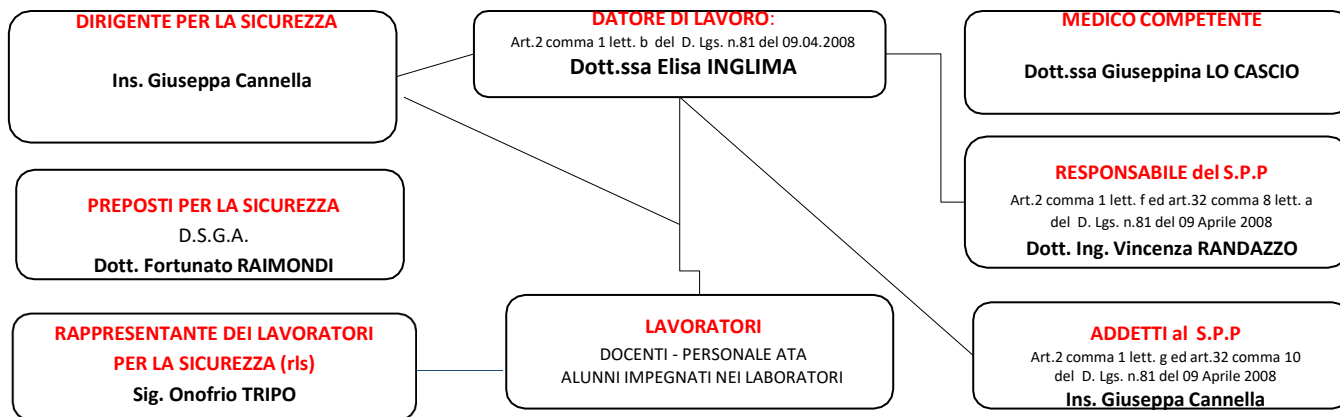 DIRIGENTE PER LA SICUREZZA
Ins. Giuseppa Cannella
DATORE DI LAVORO:
Art.2 comma 1 lett. b del D. Lgs. n.81 del 09.04.2008
Dott.ssa Elisa INGLIMA
MEDICO COMPETENTE
Dott.ssa Giuseppina LO CASCIO
PREPOSTI PER LA SICUREZZA
D.S.G.A.
Dott. Fortunato RAIMONDI
RESPONSABILE del S.P.P
Art.2 comma 1 lett. f ed art.32 comma 8 lett. a
del D. Lgs. n.81 del 09 Aprile 2008
Dott. Ing. Vincenza RANDAZZO
RAPPRESENTANTE DEI LAVORATORI
PER LA SICUREZZA (rls)
Sig. Onofrio TRIPO
LAVORATORI
DOCENTI - PERSONALE ATA
ALUNNI IMPEGNATI NEI LABORATORI
ADDETTI al S.P.P
Art.2 comma 1 lett. g ed art.32 comma 10
del D. Lgs. n.81 del 09 Aprile 2008
Ins. Giuseppa Cannella